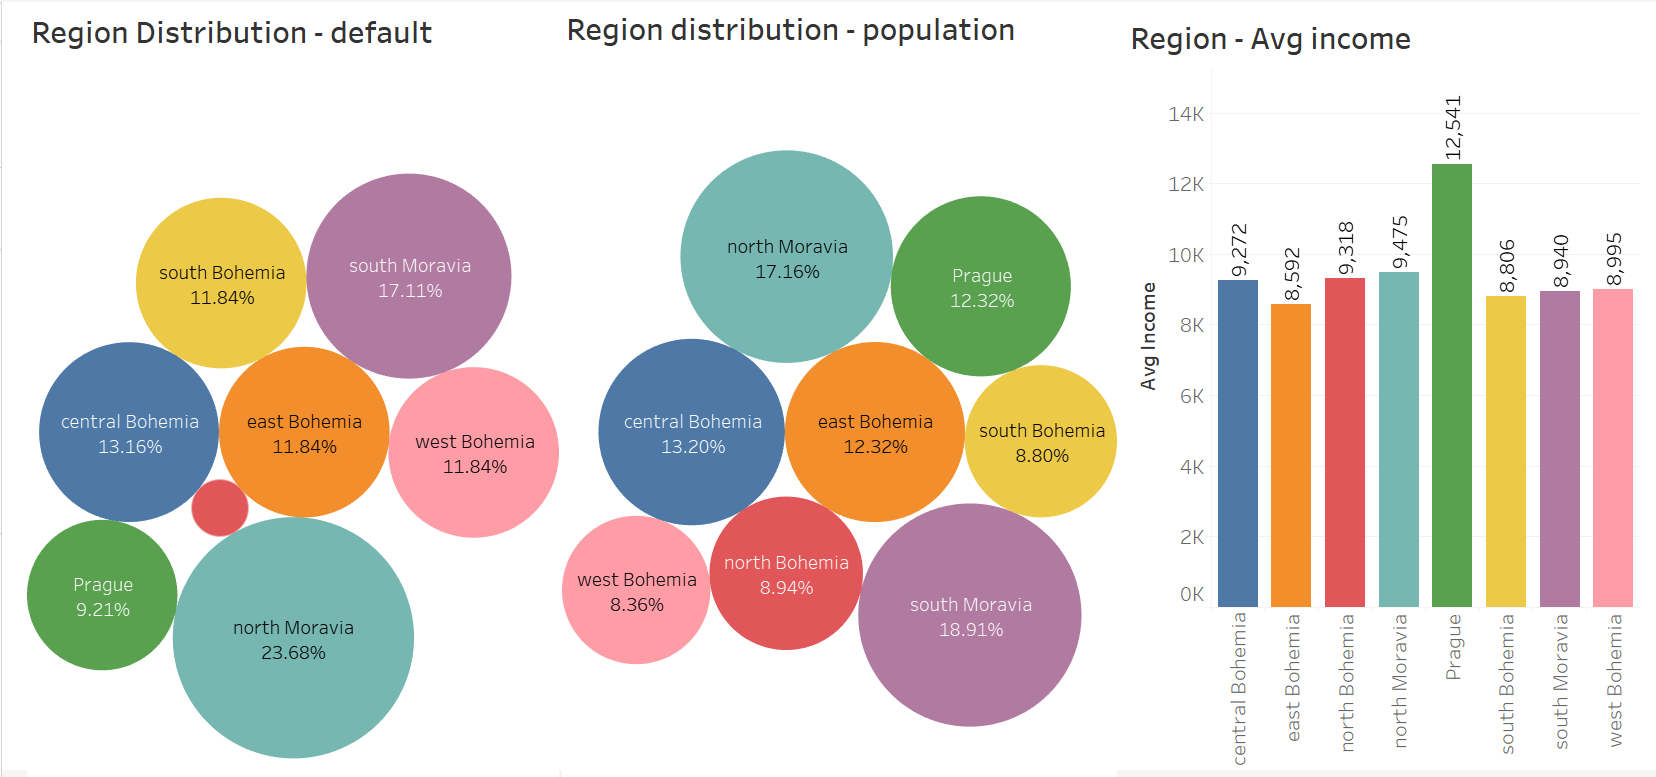 Region Distribution - default
south Bohemia
11.84%
south Moravia
17.11%
central Bohemia
13.16%
east Bohemia
11.84%
west Bohemia
11.84%
Prague
9.21%
north Moravia
23.68%
Region distribution - population
north Moravia
17.16%
Prague
12.32%
central Bohemia
13.20%
east Bohemia
12.32%
south Bohemia
8.80%
west Bohemia
8.36%
north Bohemia
8.94%
south Moravia
18.91%
Region - Avg income
Avg Income
14K
12K
10K
8K
6K
4K
2K
0K
9,272
8,592
9,318
9,475
12,541
8,806
8,940
8,995
central Bohemia
east Bohemia
north Bohemia
north Moravia
Prague
south Bohemia
south Moravia
west Bohemia